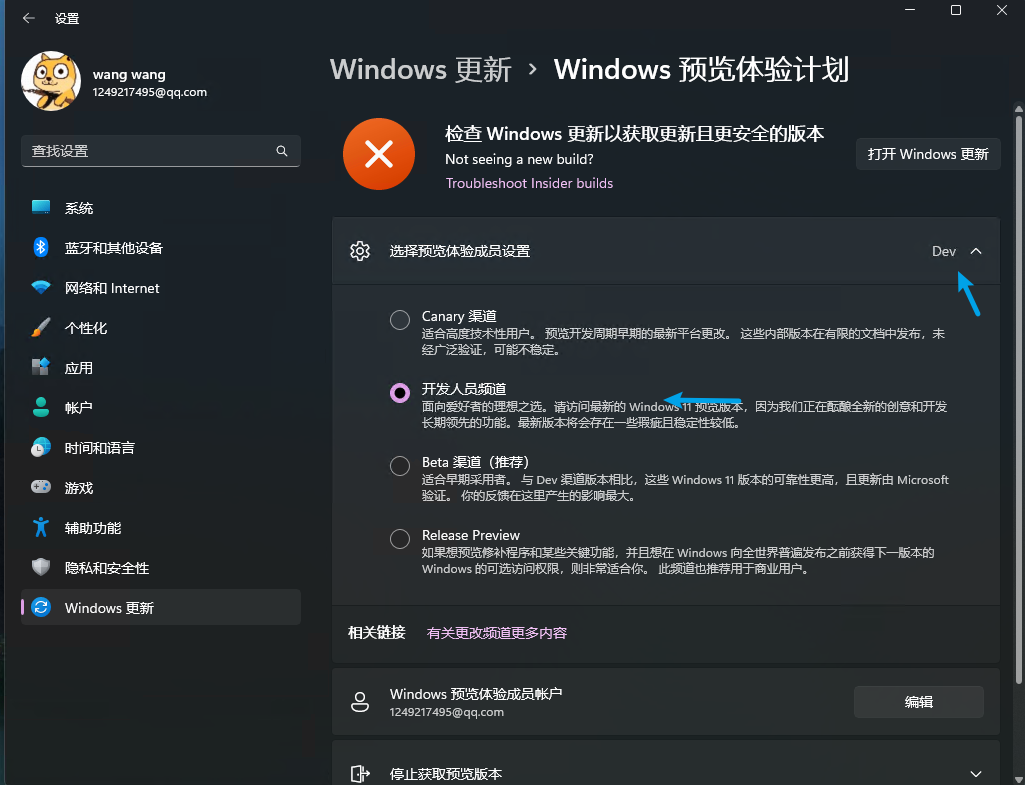 设置
wang wang
1249217495@qq.com
查找设置
系统
蓝牙和其他设备
网络和 Internet
个性化
应用
帐户
时间和语言
游戏
辅助功能
隐私和安全性
Windows 更新
Windows 更新 › Windows 预览体验计划
检查 Windows 更新以获取更新且更安全的版本
Not seeing a new build?
Troubleshoot Insider builds
打开 Windows 更新
选择预览体验成员设置
Dev
Canary 渠道
适合高度技术性用户。 预览开发周期早期的最新平台更改。 这些内部版本在有限的文档中发布，未
经广泛验证，可能不稳定。
开发人员频道
面向爱好者的理想之选。请访问最新的 Windows 11 预览版本，因为我们正在酝酿全新的创意和开发
长期领先的功能。最新版本将会存在一些瑕疵且稳定性较低。
Beta 渠道（推荐）
适合早期采用者。 与 Dev 渠道版本相比，这些 Windows 11 版本的可靠性更高，且更新由 Microsoft
验证。 你的反馈在这里产生的影响最大。
Release Preview
如果想预览修补程序和某些关键功能，并且想在 Windows 向全世界普遍发布之前获得下一版本的
Windows 的可选访问权限，则非常适合你。 此频道也推荐用于商业用户。
相关链接
有关更改频道更多内容
Windows 预览体验成员帐户
1249217495@qq.com
编辑
停止获取预览版本